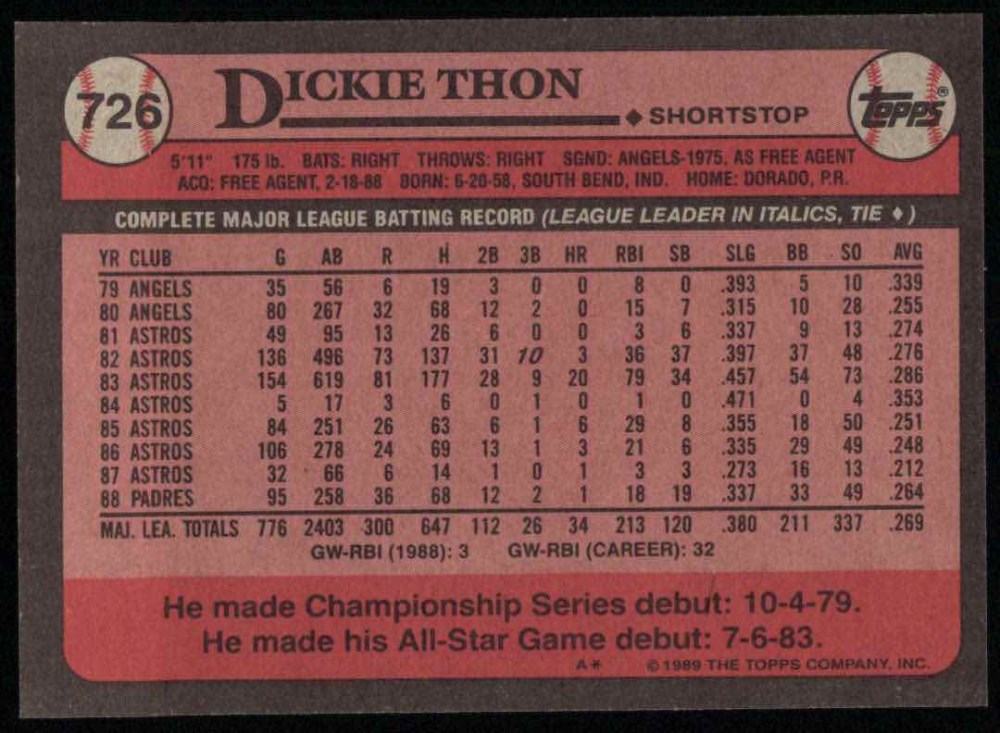 726
DICKIE THON
◆ SHORTSTOP
TOPPS®
5'11" 175 lb. BATS: RIGHT THROWS: RIGHT SGND: ANGELS-1975, AS FREE AGENT
ACQ: FREE AGENT, 2-18-88 BORN: 6-20-58, SOUTH BEND, IND. HOME: DORADO, P.R.
COMPLETE MAJOR LEAGUE BATTING RECORD (LEAGUE LEADER IN ITALICS, TIE ♦)
YR CLUB G AB R H 2B 3B HR RBI SB SLG BB SO AVG
79 ANGELS 35 56 6 19 3 0 0 8 0 .393 5 10 .339
80 ANGELS 80 267 32 68 12 2 0 15 7 .315 10 28 .255
81 ASTROS 49 95 13 26 6 0 0 3 6 .337 9 13 .274
82 ASTROS 136 496 73 137 31 10 3 36 37 .397 37 48 .276
83 ASTROS 154 619 81 177 28 9 20 79 34 .457 54 73 .286
84 ASTROS 5 17 3 6 0 1 0 1 0 .471 0 4 .353
85 ASTROS 84 251 26 63 6 1 6 29 8 .355 18 50 .251
86 ASTROS 106 278 24 69 13 1 3 21 6 .335 29 49 .248
87 ASTROS 32 66 6 14 1 0 1 3 3 .273 16 13 .212
88 PADRES 95 258 36 68 12 2 1 18 19 .337 33 49 .264
MAJ. LEA. TOTALS 776 2403 300 647 112 26 34 213 120 .380 211 337 .269
GW-RBI (1988): 3 GW-RBI (CAREER): 32
He made Championship Series debut: 10-4-79.
He made his All-Star Game debut: 7-6-83.
A* © 1989 THE TOPPS COMPANY, INC.